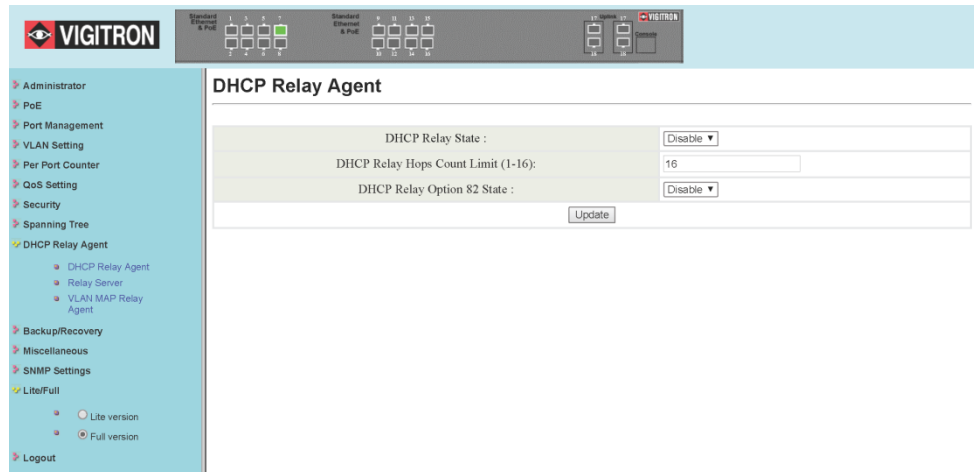 VIGITRON
Standard Ethernet & PoE
1 3 5 7
2 4 6 8
Standard Ethernet & PoE
9 11 13 15
10 12 14 16
17 Uplink 17
18 18
VIGITRON
Console
Administrator
PoE
Port Management
VLAN Setting
Per Port Counter
QoS Setting
Security
Spanning Tree
DHCP Relay Agent
DHCP Relay Agent
Relay Server
VLAN MAP Relay
Agent
Backup/Recovery
Miscellaneous
SNMP Settings
Lite/Full
Lite version
Full version
Logout
DHCP Relay Agent
DHCP Relay State : Disable
DHCP Relay Hops Count Limit (1-16): 16
DHCP Relay Option 82 State : Disable
Update